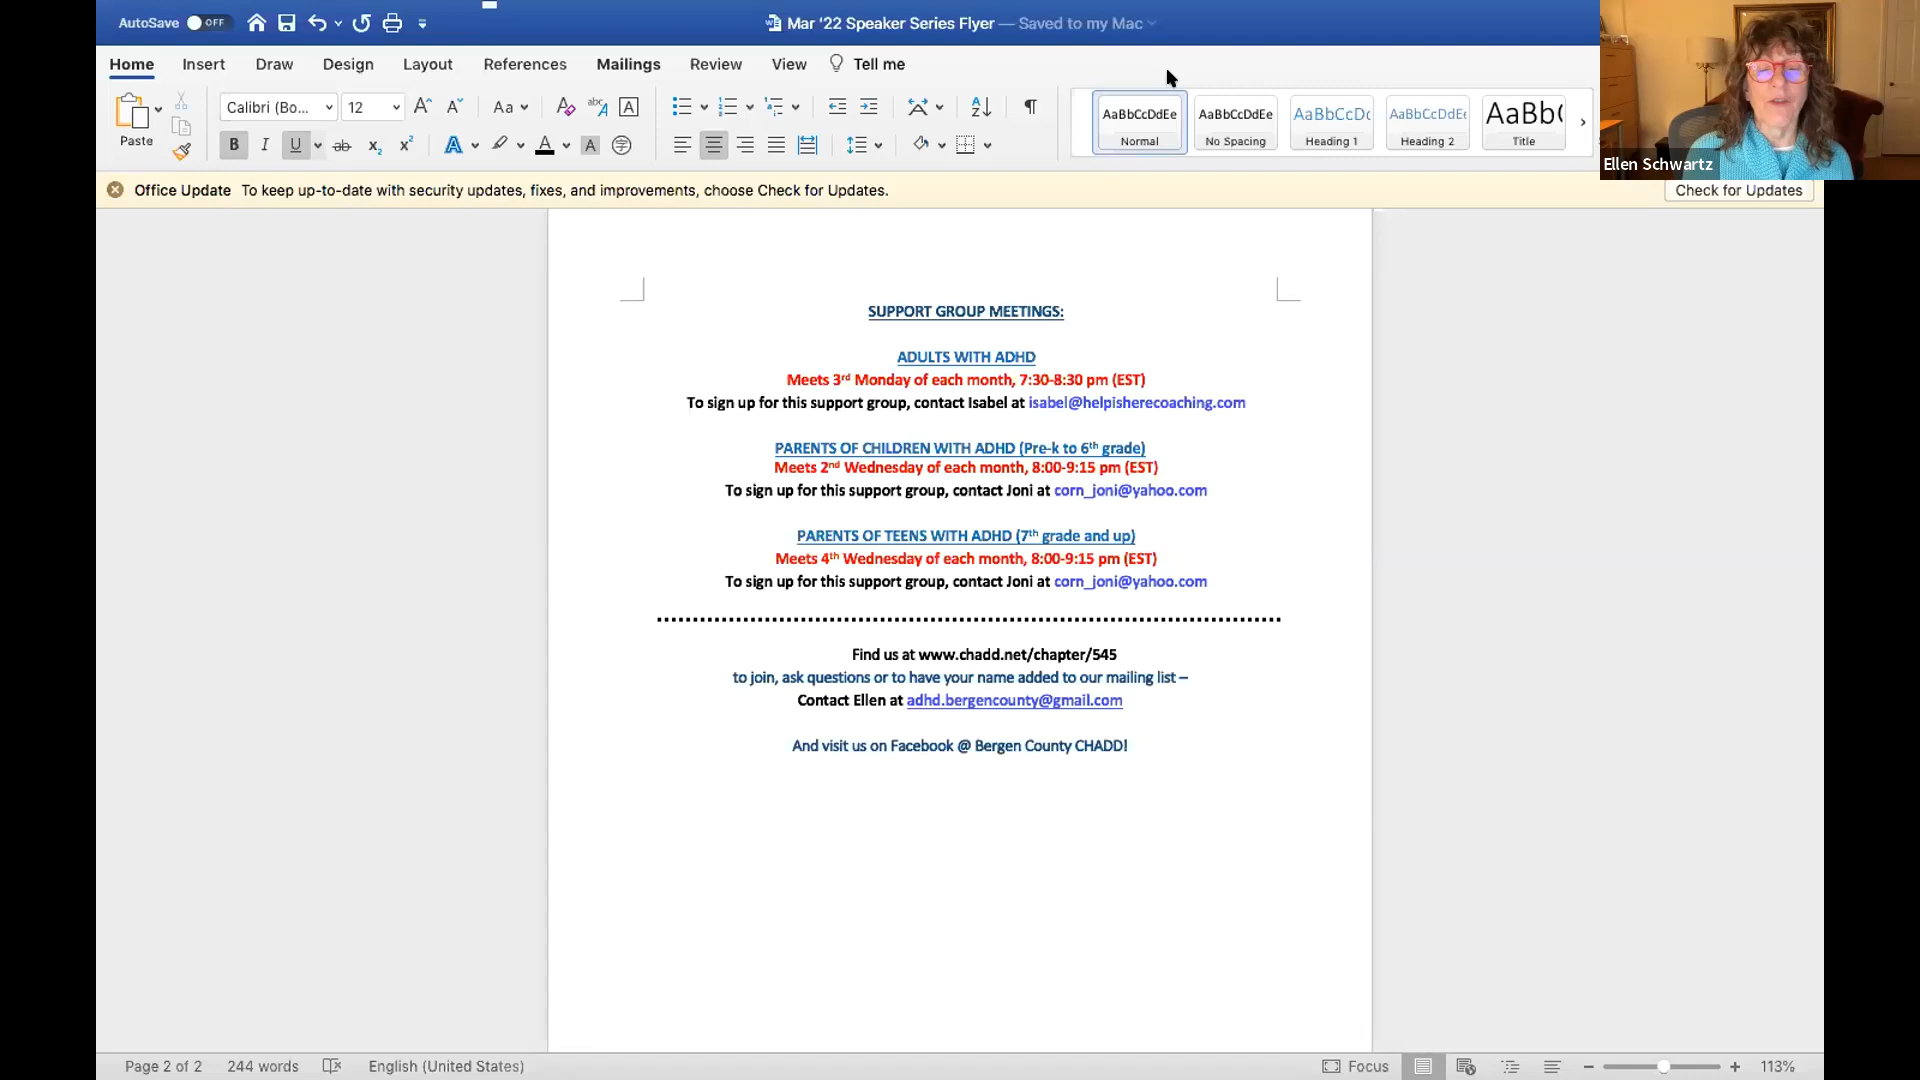 AutoSave OFF
Mar '22 Speaker Series Flyer — Saved to my Mac
Home Insert Draw Design Layout References Mailings Review View Tell me
Paste
Calibri (Bo... 12
AaBbCcDdEe
Normal
AaBbCcDdEe
No Spacing
AaBbCcDc
Heading 1
AaBbCcDdEe
Heading 2
AaBb(
Title
Ellen Schwartz
Office Update To keep up-to-date with security updates, fixes, and improvements, choose Check for Updates.
Check for Updates
SUPPORT GROUP MEETINGS:
ADULTS WITH ADHD
Meets 3rd Monday of each month, 7:30-8:30 pm (EST)
To sign up for this support group, contact Isabel at isabel@helpisherecoaching.com
PARENTS OF CHILDREN WITH ADHD (Pre-k to 6th grade)
Meets 2nd Wednesday of each month, 8:00-9:15 pm (EST)
To sign up for this support group, contact Joni at corn_joni@yahoo.com
PARENTS OF TEENS WITH ADHD (7th grade and up)
Meets 4th Wednesday of each month, 8:00-9:15 pm (EST)
To sign up for this support group, contact Joni at corn_joni@yahoo.com
Find us at www.chadd.net/chapter/545
to join, ask questions or to have your name added to our mailing list –
Contact Ellen at adhd.bergencounty@gmail.com
And visit us on Facebook @ Bergen County CHADD!
Page 2 of 2 244 words English (United States) Focus 113%